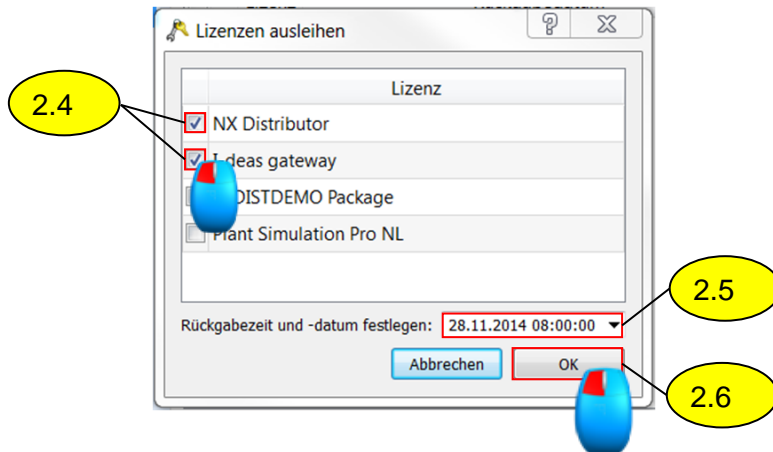 Lizenzen ausleihen
Lizenz
2.4
NX Distributor
I-deas gateway
DISTDEMO Package
Plant Simulation Pro NL
2.5
Rückgabezeit und -datum festlegen: 28.11.2014 08:00:00
Abbrechen OK
2.6